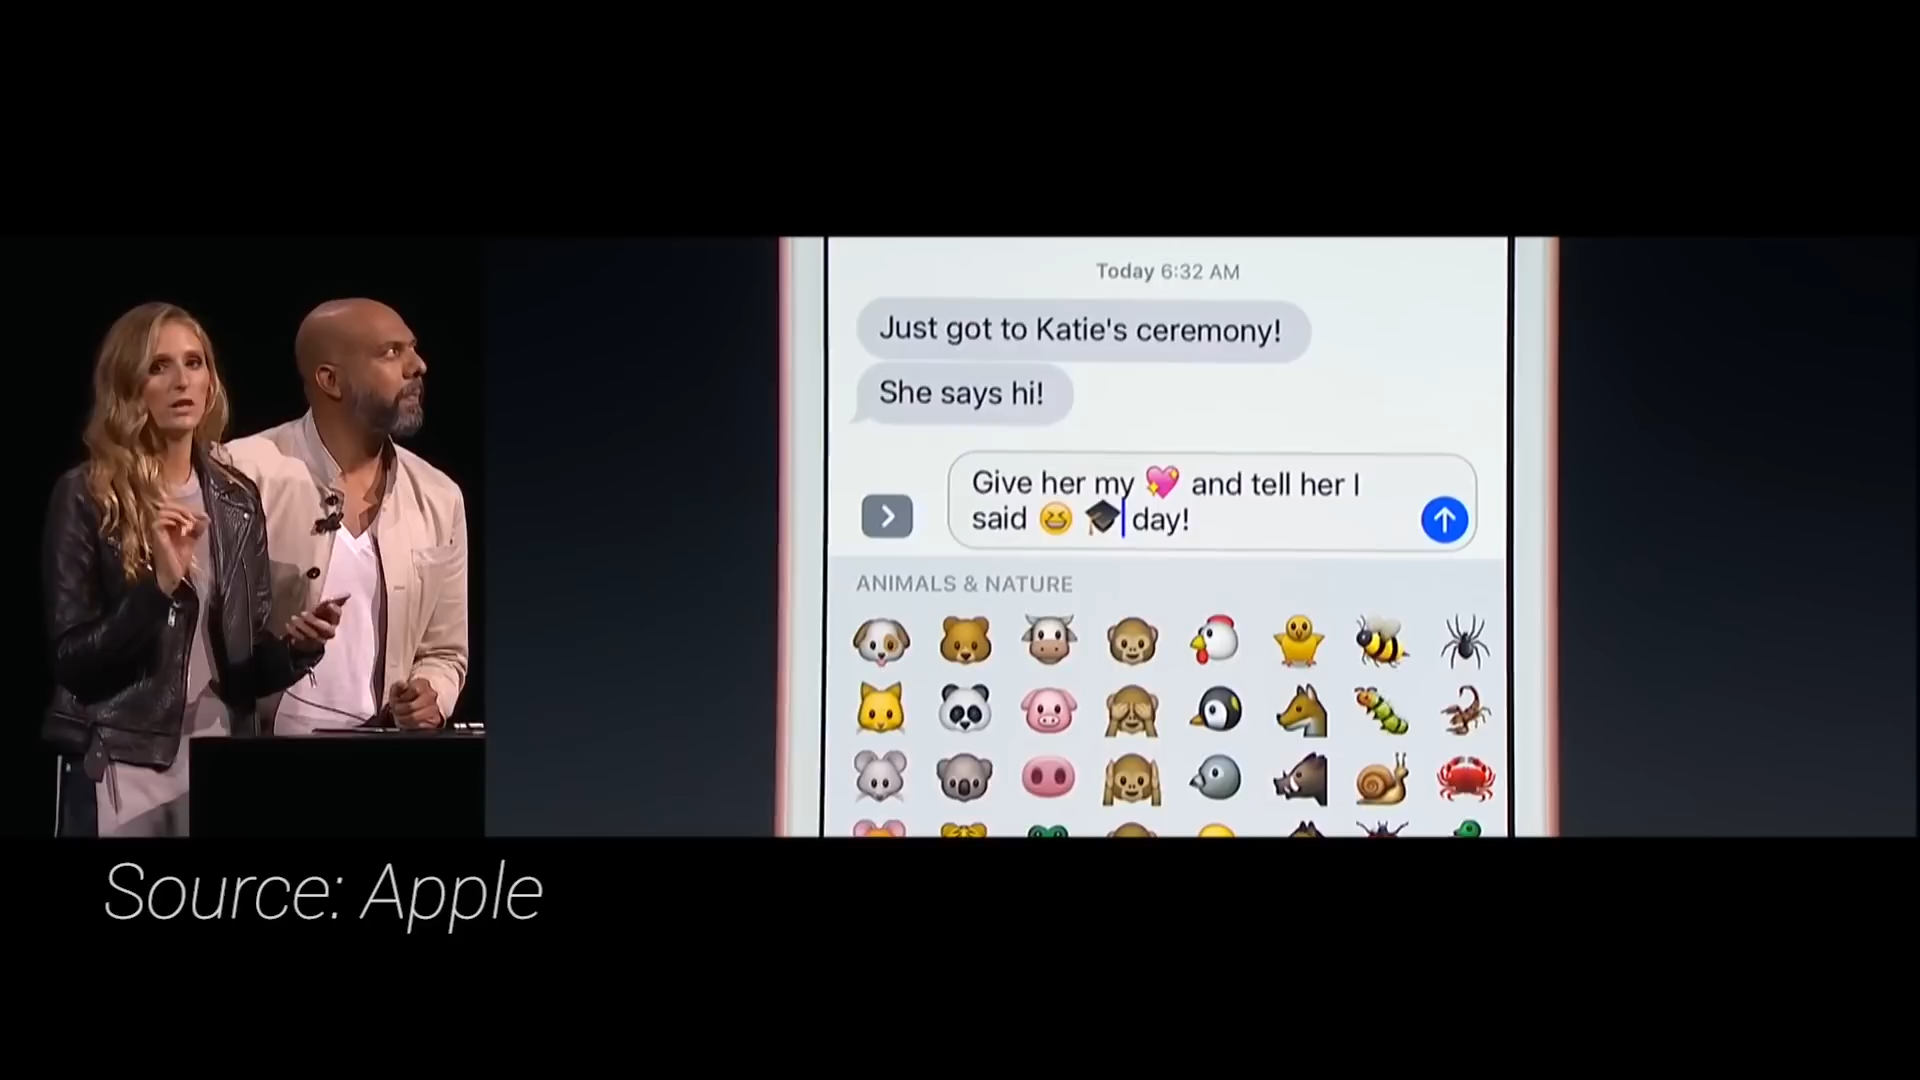 Today 6:32 AM
Just got to Katie's ceremony!
She says hi!
Give her my 💖 and tell her I
said 😆 🎓 day!
ANIMALS & NATURE
Source: Apple